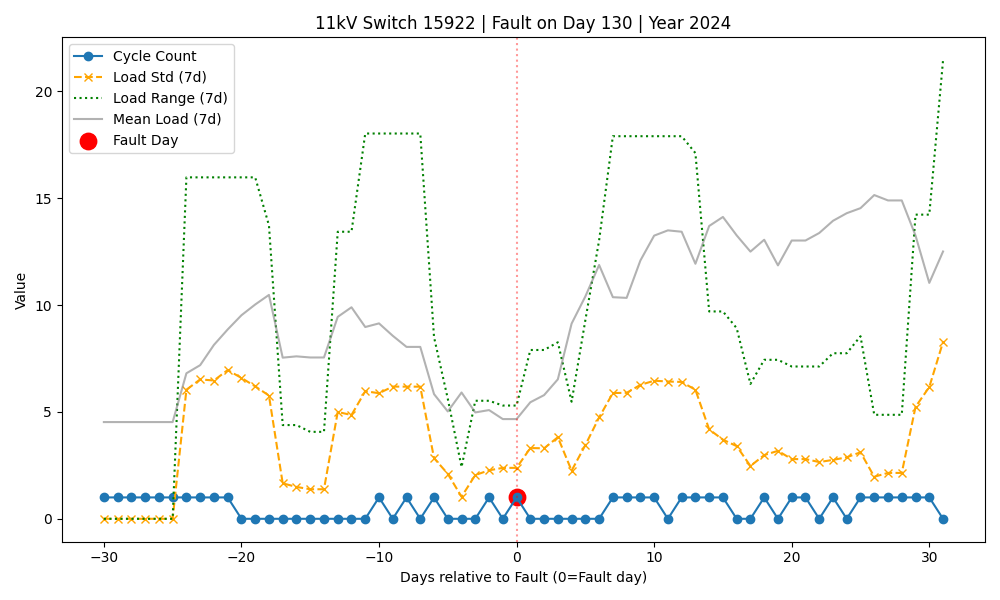 11kV Switch 15922 | Fault on Day 130 | Year 2024
Cycle Count
Load Std (7d)
Load Range (7d)
Mean Load (7d)
Fault Day
Value
20
15
10
5
0
−30
−20
−10
0
10
20
30
Days relative to Fault (0=Fault day)